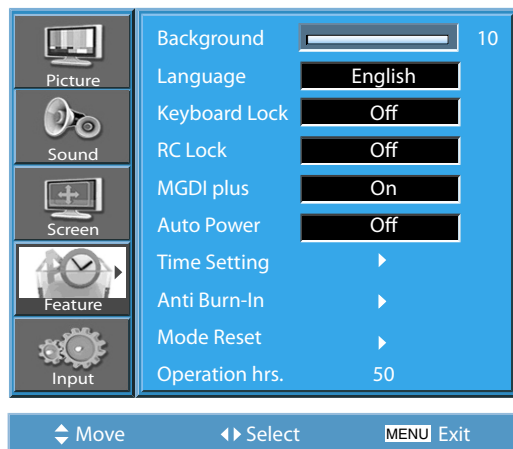 Picture
Sound
Screen
Feature
Input
Background 10
Language English
Keyboard Lock Off
RC Lock Off
MGDI plus On
Auto Power Off
Time Setting
Anti Burn-In
Mode Reset
Operation hrs. 50
Move Select MENU Exit